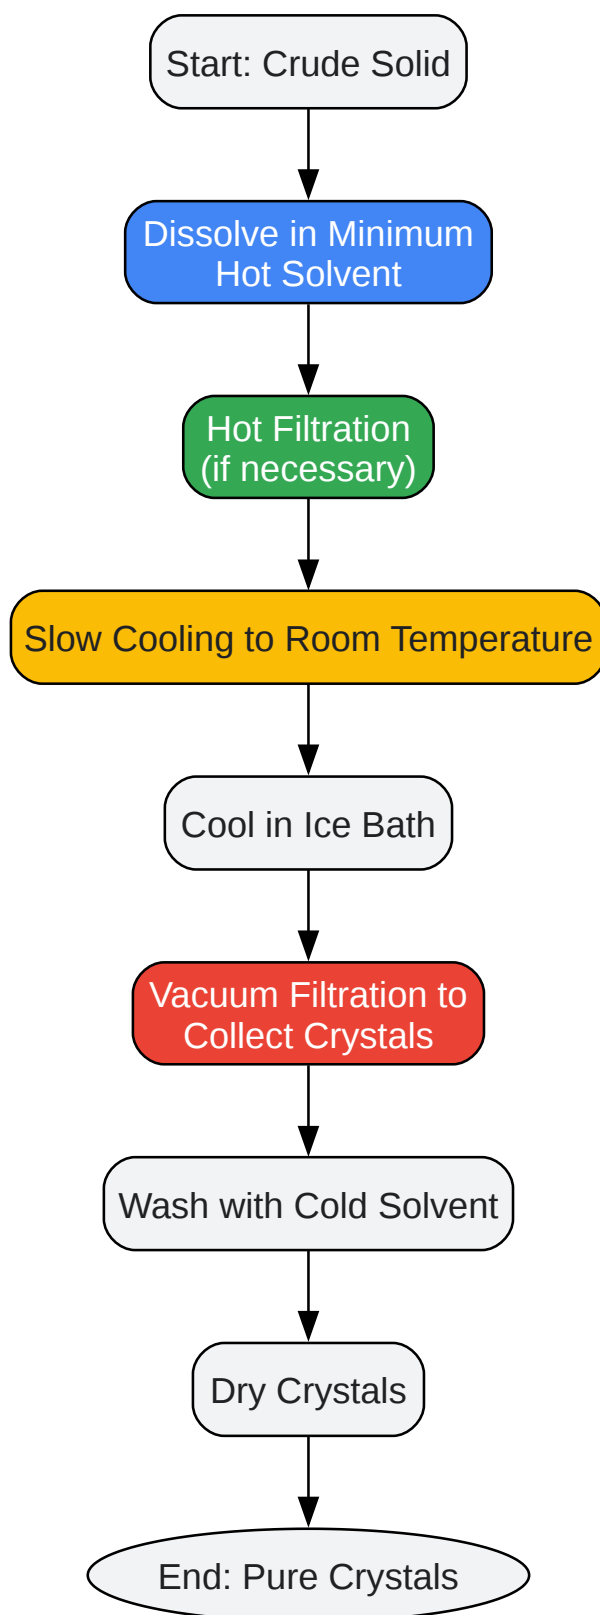 Start: Crude Solid
Dissolve in Minimum
Hot Solvent
Hot Filtration
(if necessary)
Slow Cooling to Room Temperature
Cool in Ice Bath
Vacuum Filtration to
Collect Crystals
Wash with Cold Solvent
Dry Crystals
End: Pure Crystals